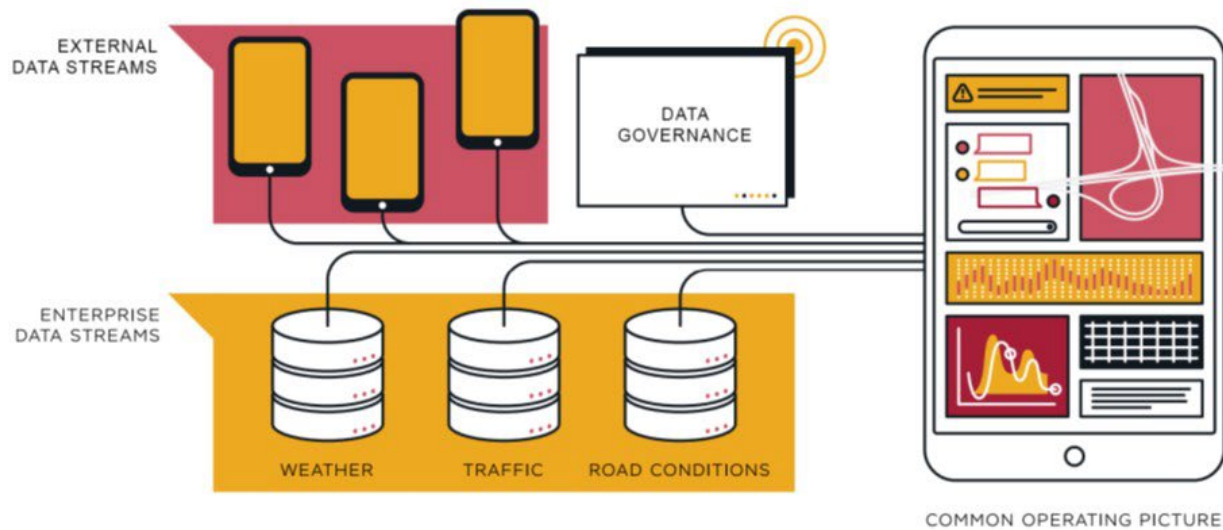 EXTERNAL
DATA STREAMS
DATA
GOVERNANCE
ENTERPRISE
DATA STREAMS
WEATHER
TRAFFIC
ROAD CONDITIONS
COMMON OPERATING PICTURE